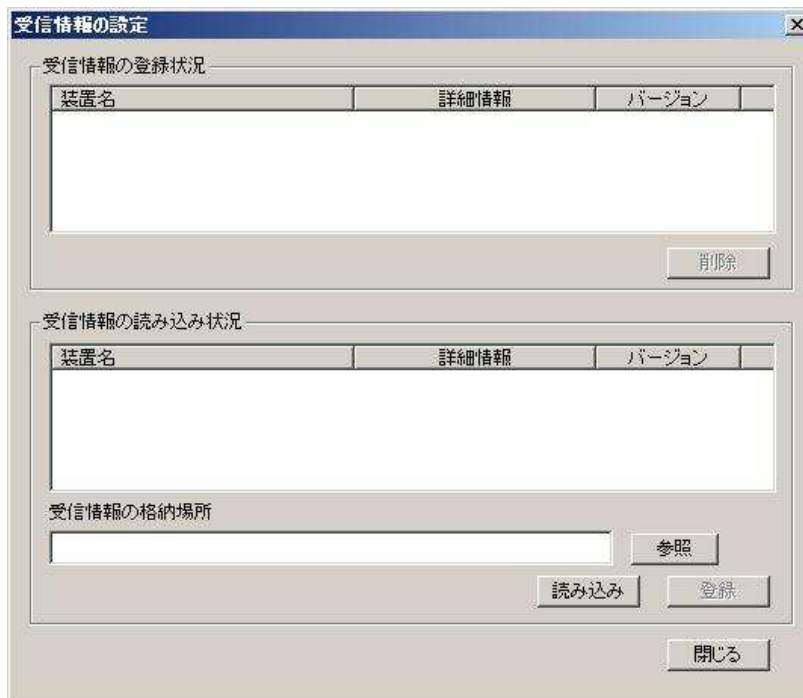 受信情報の設定
受信情報の登録状況
装置名 詳細情報 バージョン
削除
受信情報の読み込み状況
装置名 詳細情報 バージョン
受信情報の格納場所
参照
読み込み 登録
閉じる